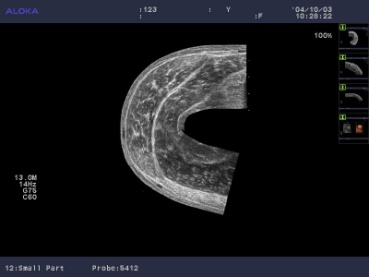 ALOKA
:123 : Y '04/10/03
: :F 10:28:22
100%
13.0M
14Hz
G75
C60
12:Small Part Probe:5412